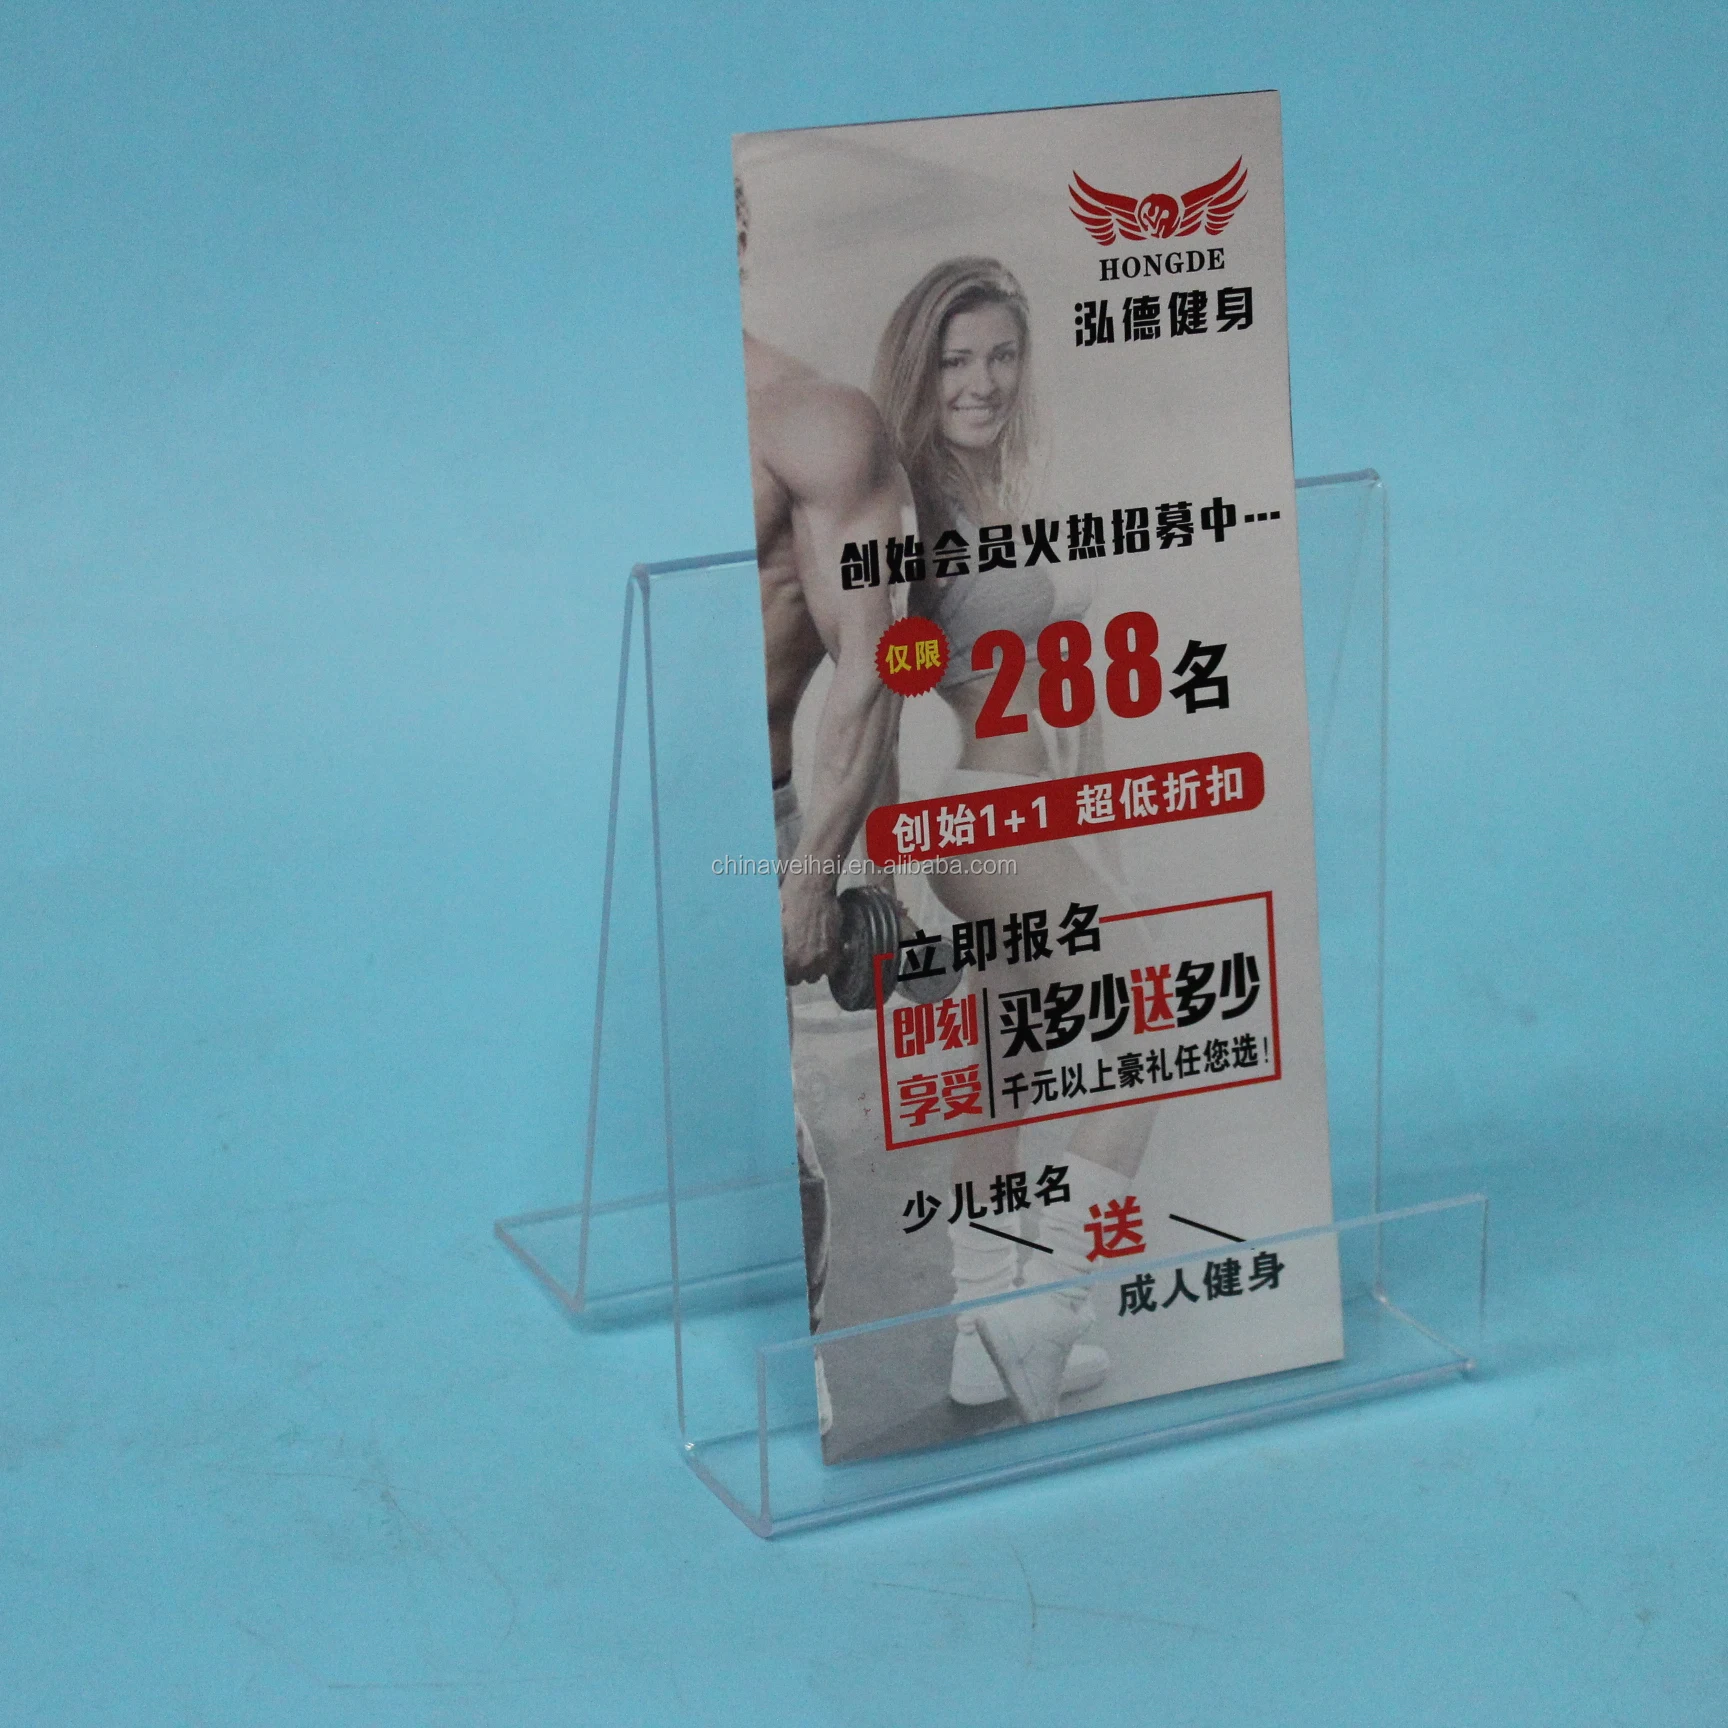 HONGDE
泓德健身
创始会员火热招募中…
仅限 288名
创始1+1 超低折扣
chinaweihai.en.alibaba.com
立即报名
即刻 买多少送多少
享受 千元以上豪礼任您选!
少儿报名
送
成人健身